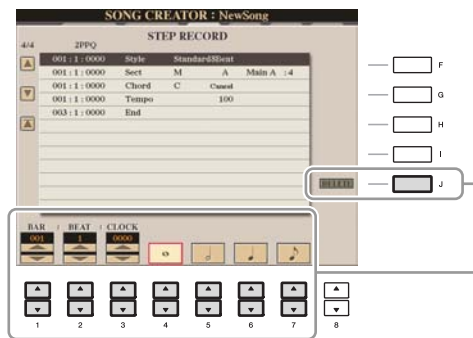 SONG CREATOR : NewSong
STEP RECORD
4/4 2PPQ
001 : 1 : 0000 Style Standard8Beat
001 : 1 : 0000 Sect M A Main A : 4
001 : 1 : 0000 Chord C Cancel
001 : 1 : 0000 Tempo 100
003 : 1 : 0000 End
F
G
H
I
DELETE J
BAR : BEAT : CLOCK
001 1 0000
1 2 3 4 5 6 7 8